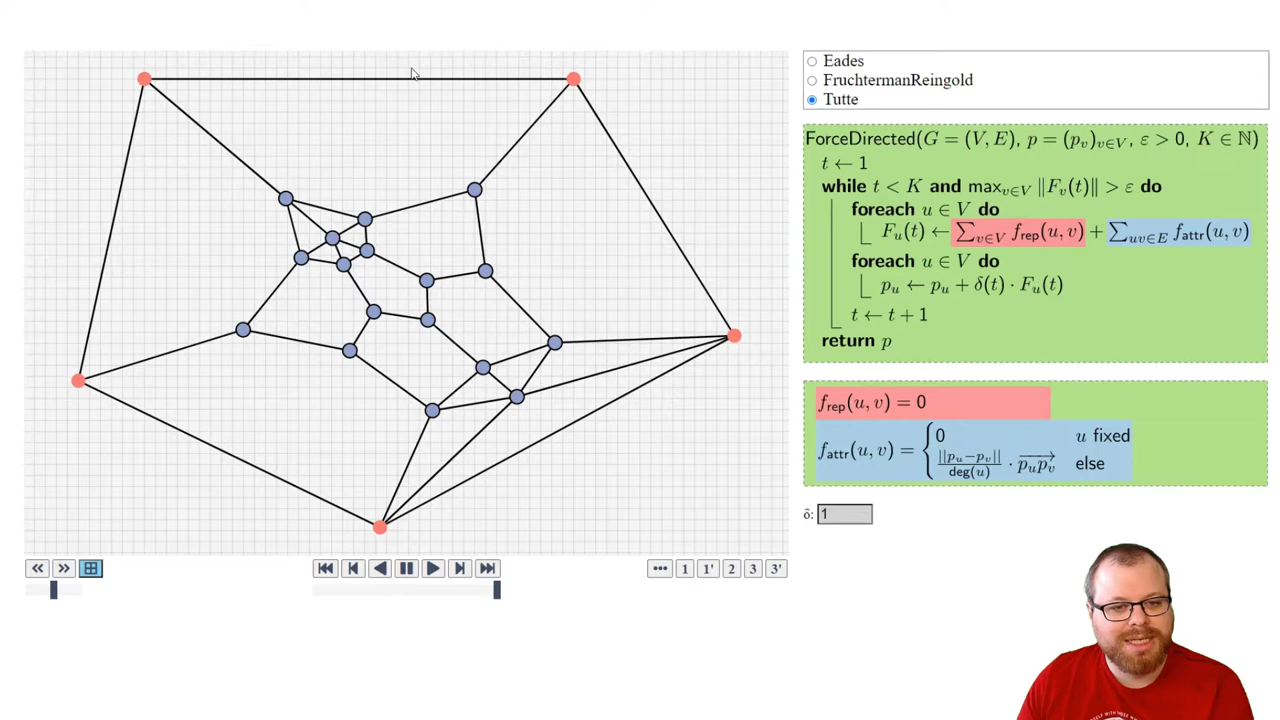 Eades
FruchtermanReingold
Tutte
ForceDirected(G = (V, E), p = (p_v)_{v∈V}, ε > 0, K ∈ ℕ)
t ← 1
while t < K and max_{v∈V} ‖F_v(t)‖ > ε do
foreach u ∈ V do
F_u(t) ← ∑_{v∈V} f_rep(u, v) + ∑_{uv∈E} f_attr(u, v)
foreach u ∈ V do
p_u ← p_u + δ(t) · F_u(t)
t ← t + 1
return p
f_rep(u, v) = 0
f_attr(u, v) = { 0 u fixed
||p_u − p_v|| / deg(u) · \overrightarrow{p_u p_v} else
δ: 1
••• 1 1' 2 3 3'